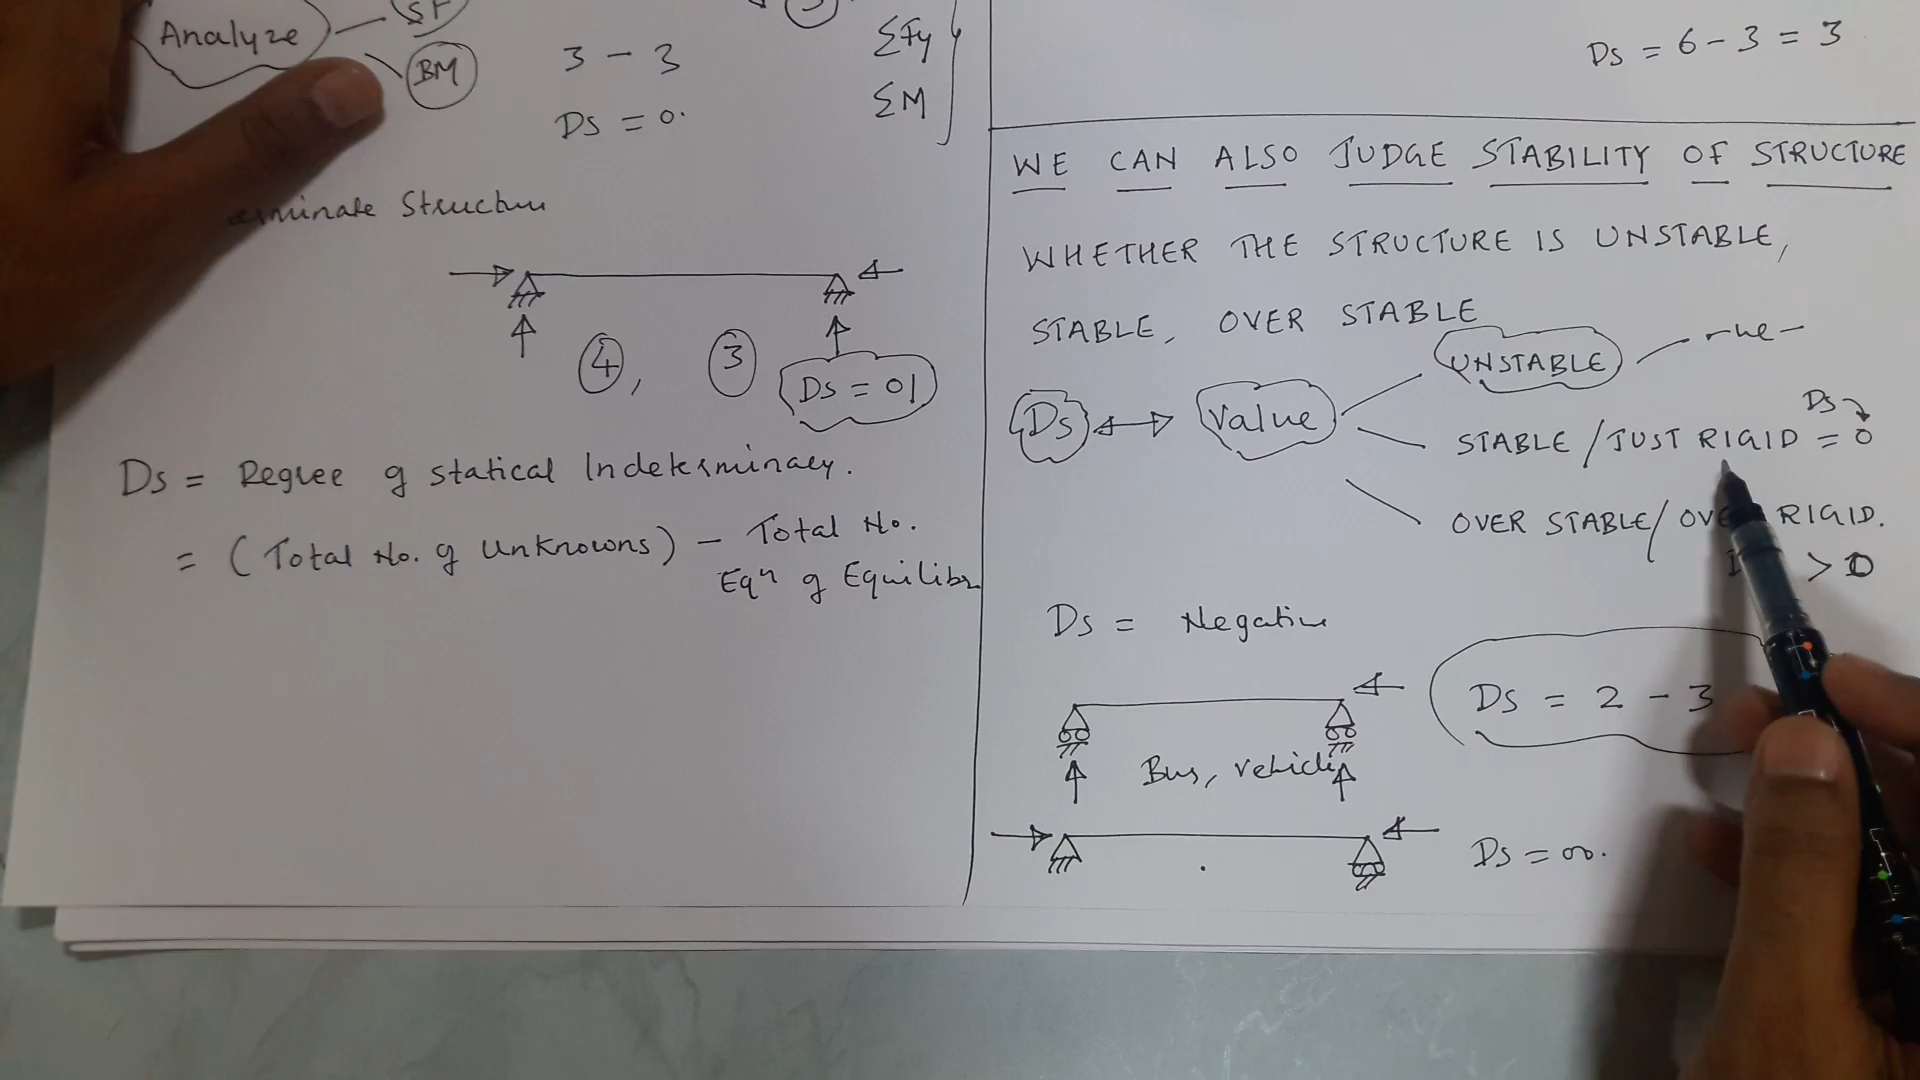 Analyze
SF
BM
3 - 3
Ds = 0.
ΣFy
ΣM
Structure
4, 3
Ds = 01
Ds = Degree of statical Indeterminacy.
= (Total No. of Unknowns) - Total No.
Eqⁿ of Equilibr
Ds = 6 - 3 = 3
WE CAN ALSO JUDGE STABILITY OF STRUCTURE
WHETHER THE STRUCTURE IS UNSTABLE,
STABLE, OVER STABLE
UNSTABLE -ve-
Ds
Ds Value
STABLE / JUST RIGID = 0
OVER STABLE / RIGID.
> 0
Ds = Negative
Ds = 2 - 3
Bus, vehicle
Ds = 00.